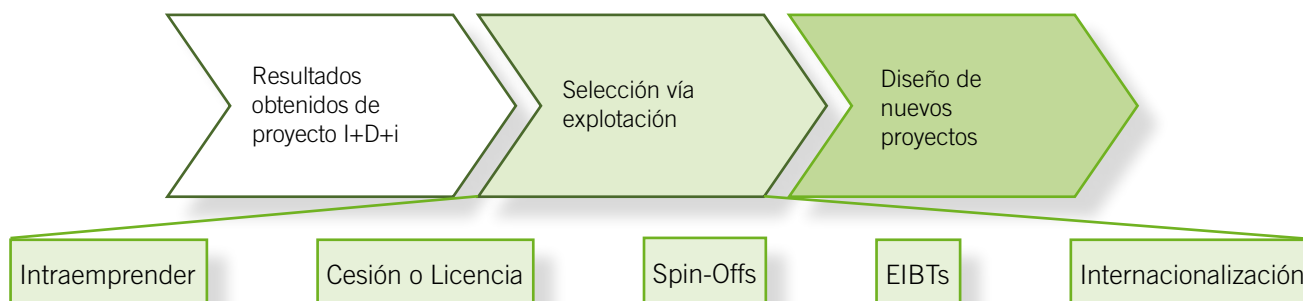 Resultados
obtenidos de
proyecto I+D+i
Selección vía
explotación
Diseño de
nuevos
proyectos
Intraemprender
Cesión o Licencia
Spin-Offs
EIBTs
Internacionalización